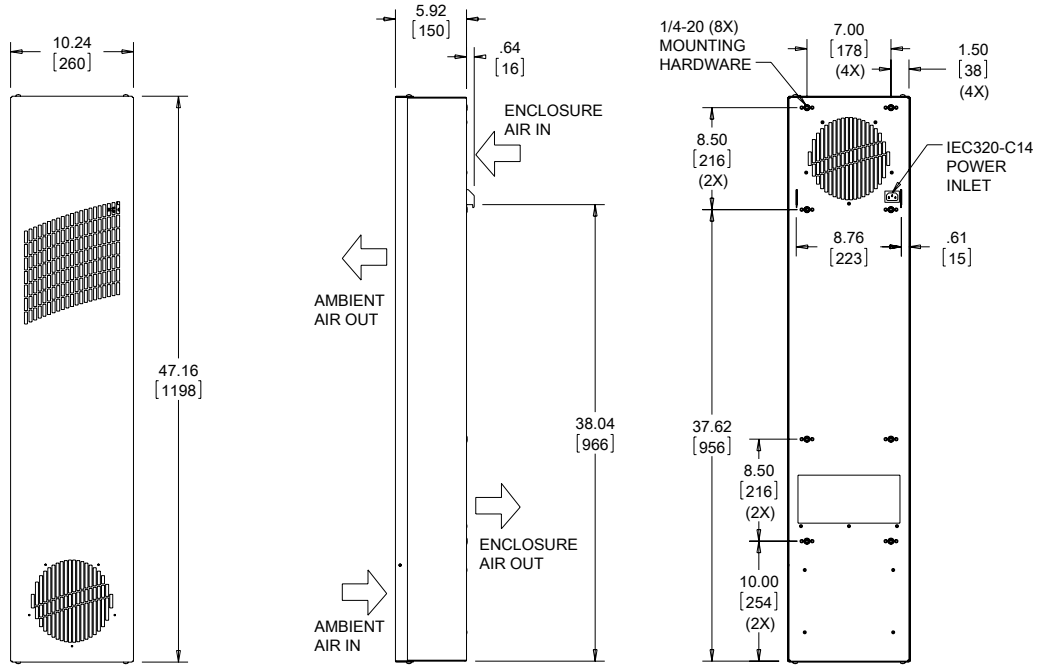 10.24
[260]
47.16
[1198]
5.92
[150]
.64
[16]
ENCLOSURE
AIR IN
AMBIENT
AIR OUT
38.04
[966]
ENCLOSURE
AIR OUT
AMBIENT
AIR IN
1/4-20 (8X)
MOUNTING
HARDWARE
7.00
[178]
(4X)
1.50
[38]
(4X)
8.50
[216]
(2X)
IEC320-C14
POWER
INLET
8.76
[223]
.61
[15]
37.62
[956]
8.50
[216]
(2X)
10.00
[254]
(2X)